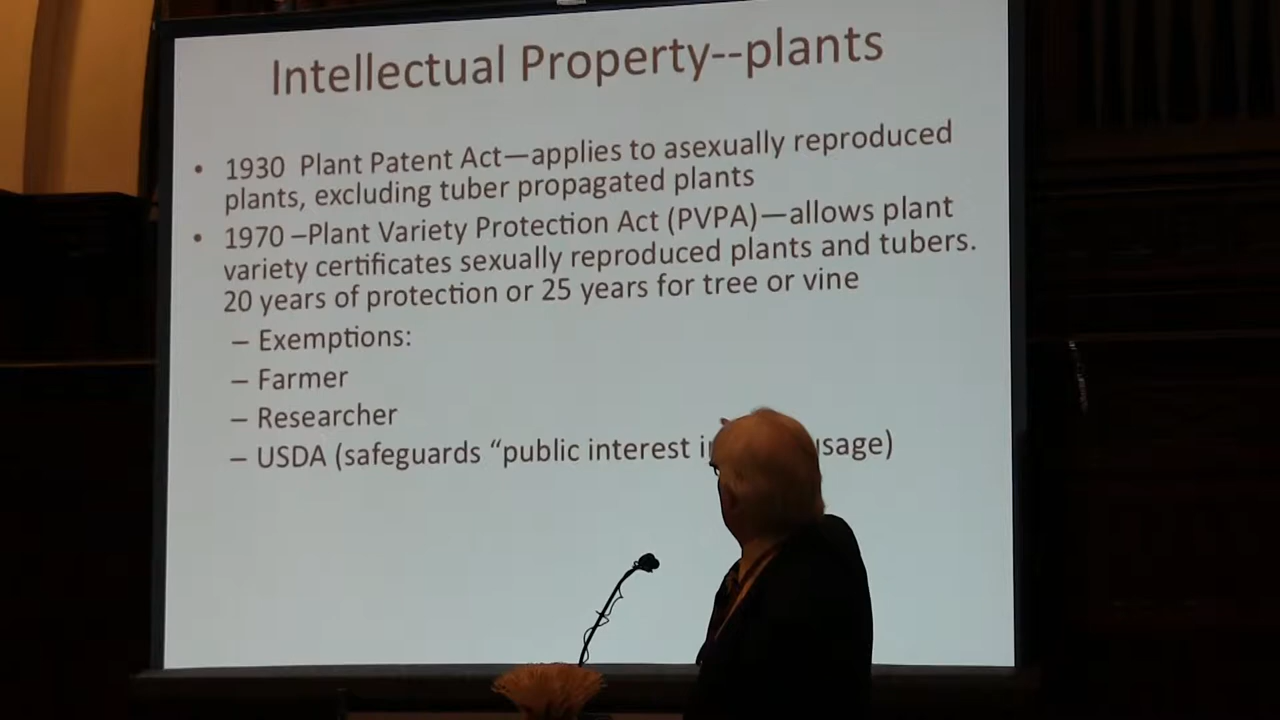 Intellectual Property--plants
• 1930 Plant Patent Act—applies to asexually reproduced
plants, excluding tuber propagated plants
• 1970 –Plant Variety Protection Act (PVPA)—allows plant
variety certificates sexually reproduced plants and tubers.
20 years of protection or 25 years for tree or vine
– Exemptions:
– Farmer
– Researcher
– USDA (safeguards “public interest